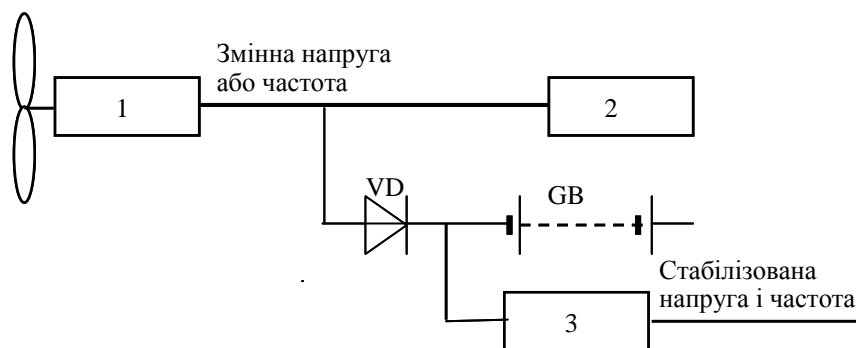 Змінна напруга
або частота
1
2
VD
GB
Стабілізована
напруга і частота
3